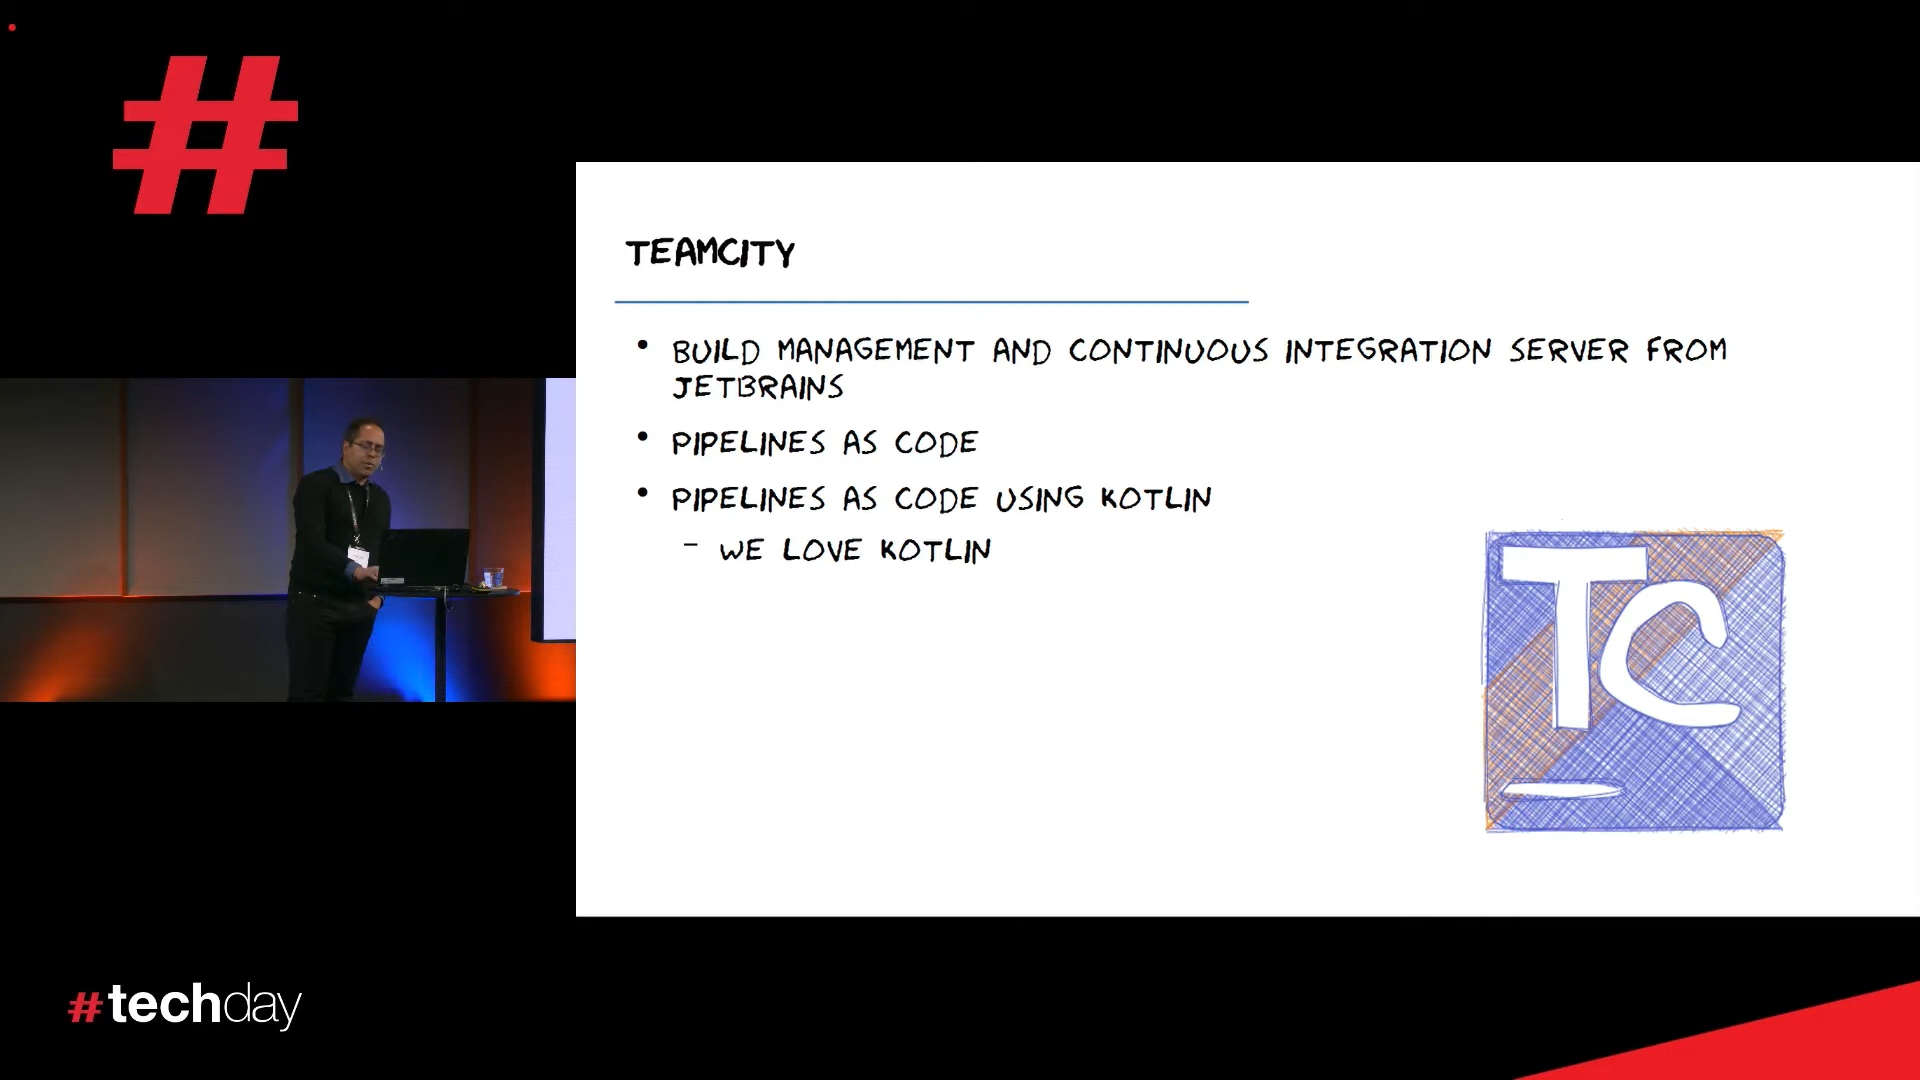 #
TEAMCITY
• BUILD MANAGEMENT AND CONTINUOUS INTEGRATION SERVER FROM
JETBRAINS
• PIPELINES AS CODE
• PIPELINES AS CODE USING KOTLIN
– WE LOVE KOTLIN
TC
#techday